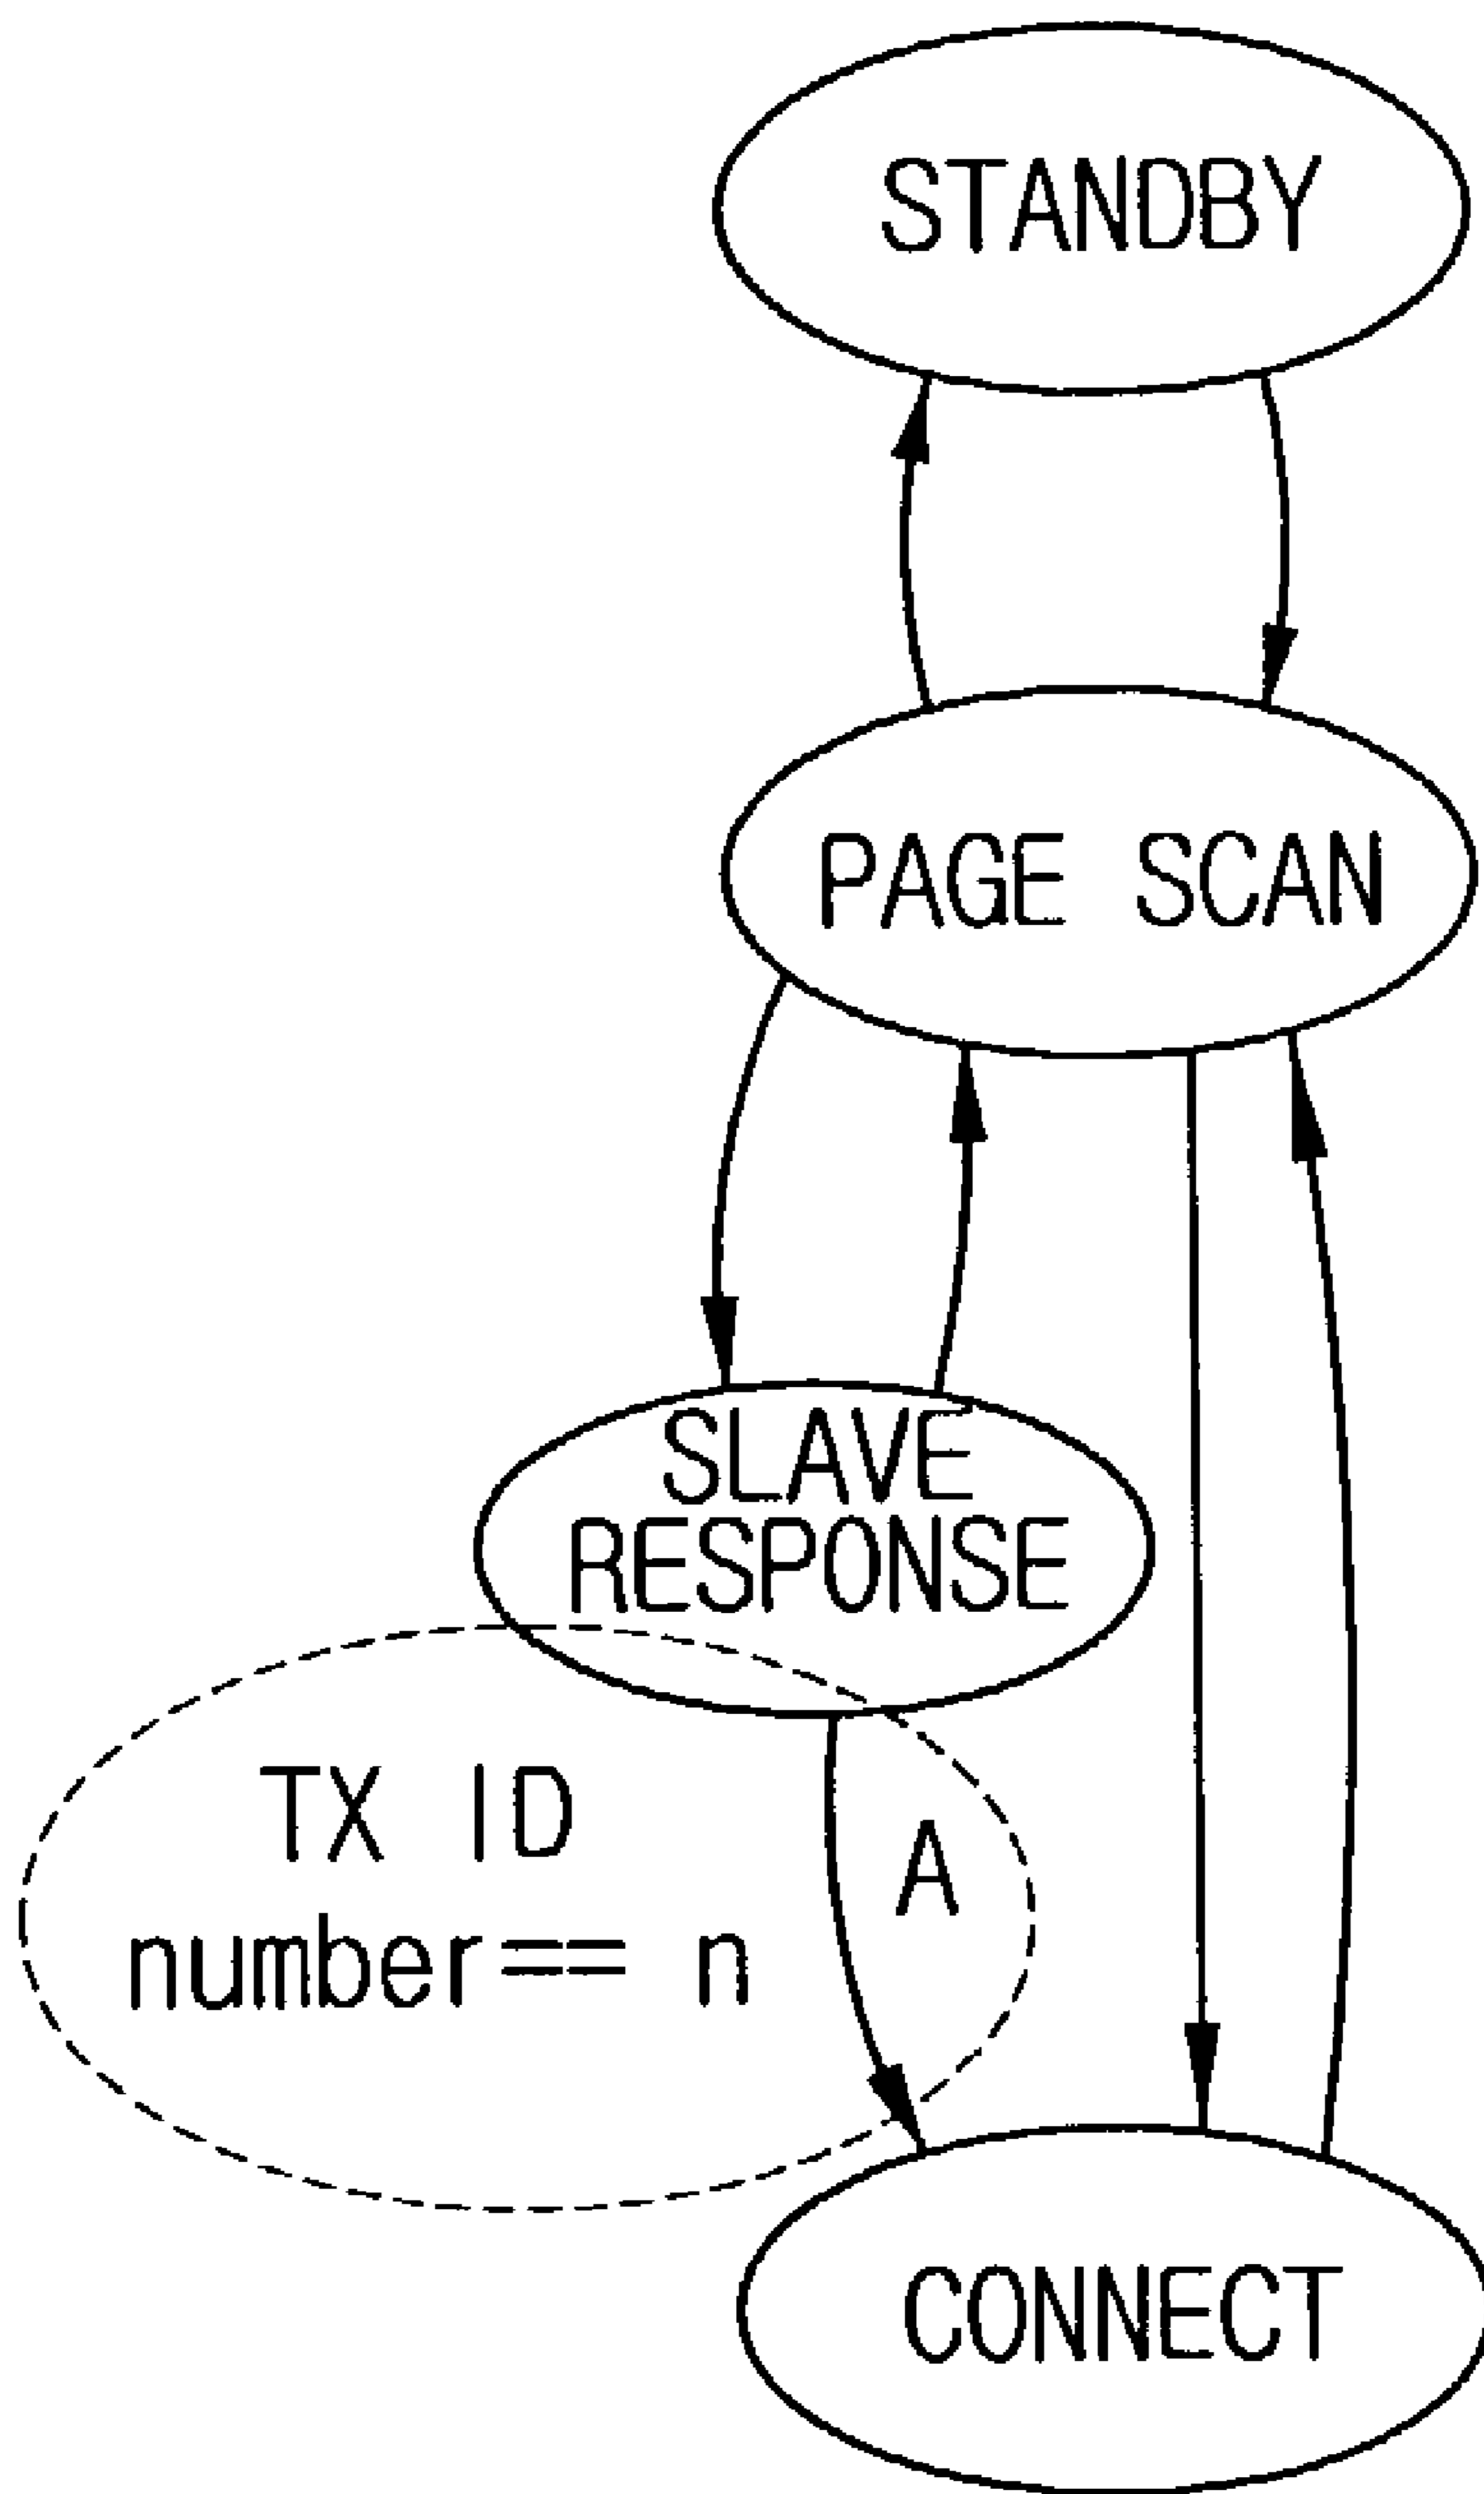 STANDBY
PAGE SCAN
SLAVE
RESPONSE
TX ID
A
number== n
CONNECT